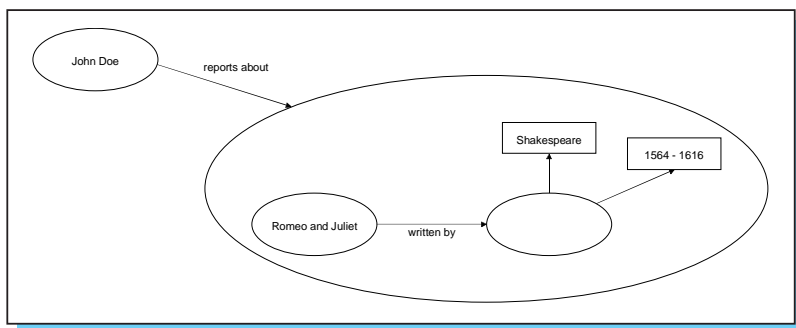 John Doe
reports about
Shakespeare
1564 - 1616
Romeo and Juliet
written by